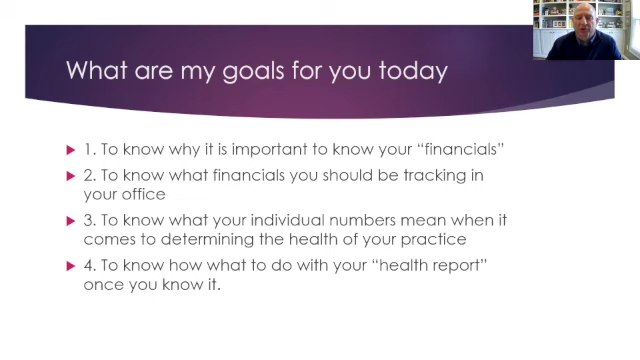 What are my goals for you today
1. To know why it is important to know your “financials”
2. To know what financials you should be tracking in
your office
3. To know what your individual numbers mean when it
comes to determining the health of your practice
4. To know how what to do with your “health report”
once you know it.